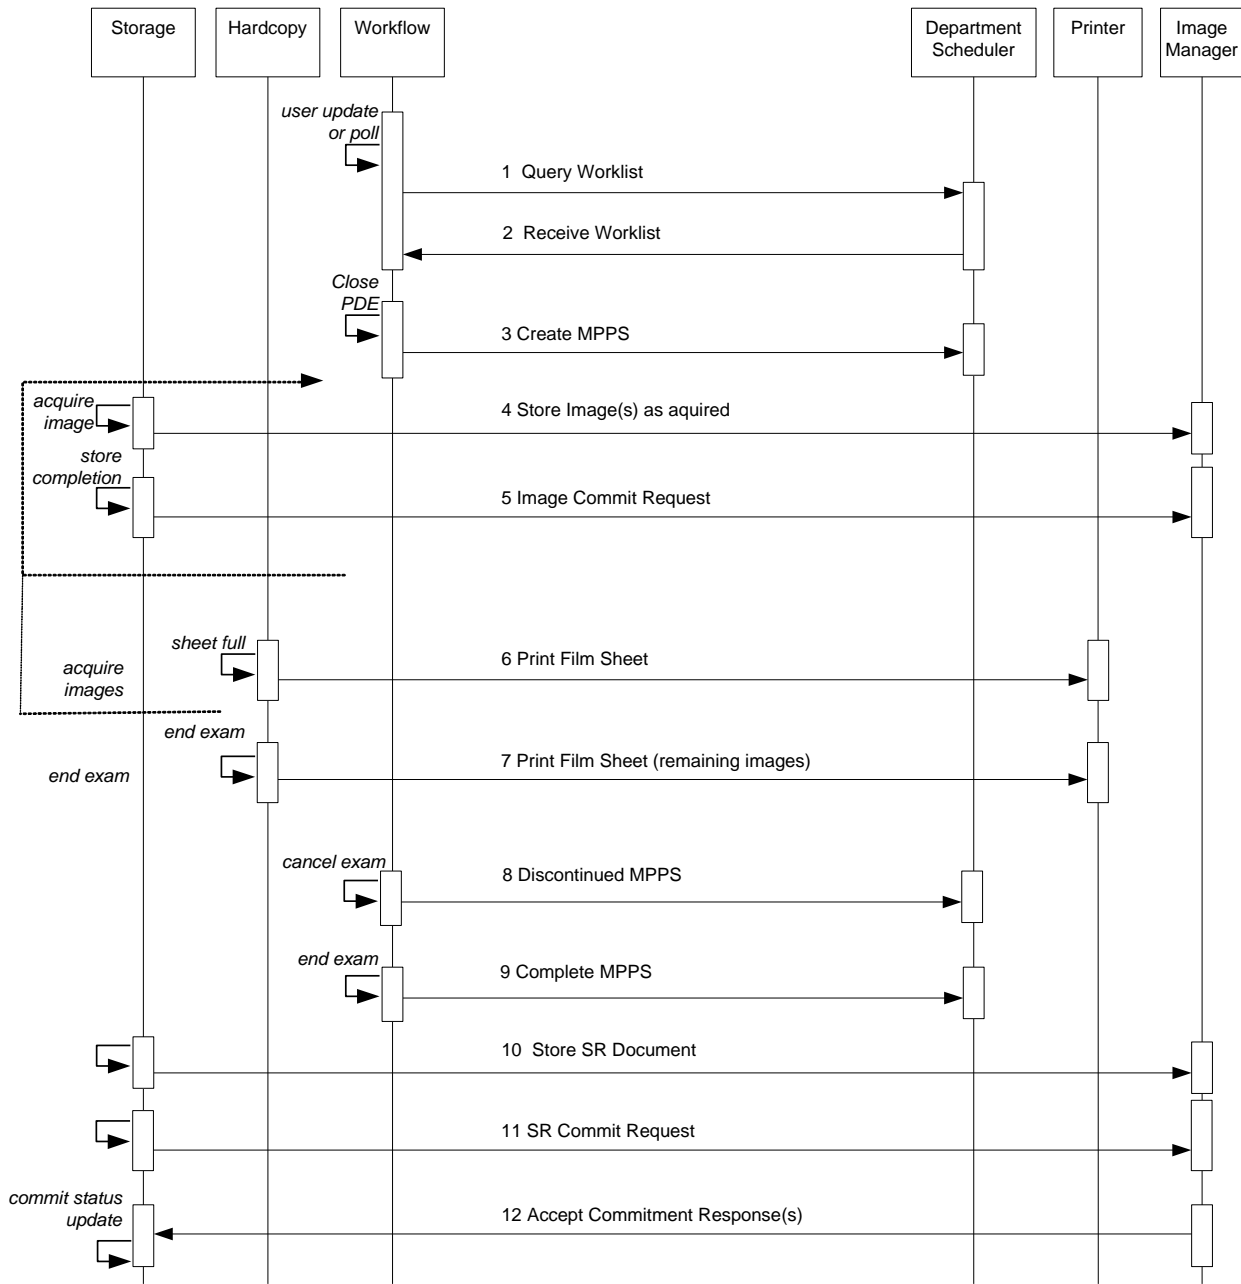 Storage
Hardcopy
Workflow
Department
Scheduler
Printer
Image
Manager
user update
or poll
1  Query Worklist
2  Receive Worklist
Close
PDE
3 Create MPPS
acquire
image
4 Store Image(s) as aquired
store
completion
5 Image Commit Request
sheet full
6 Print Film Sheet
acquire
images
end exam
7 Print Film Sheet (remaining images)
end exam
cancel exam
8 Discontinued MPPS
end exam
9 Complete MPPS
10  Store SR Document
11 SR Commit Request
commit status
update
12 Accept Commitment Response(s)